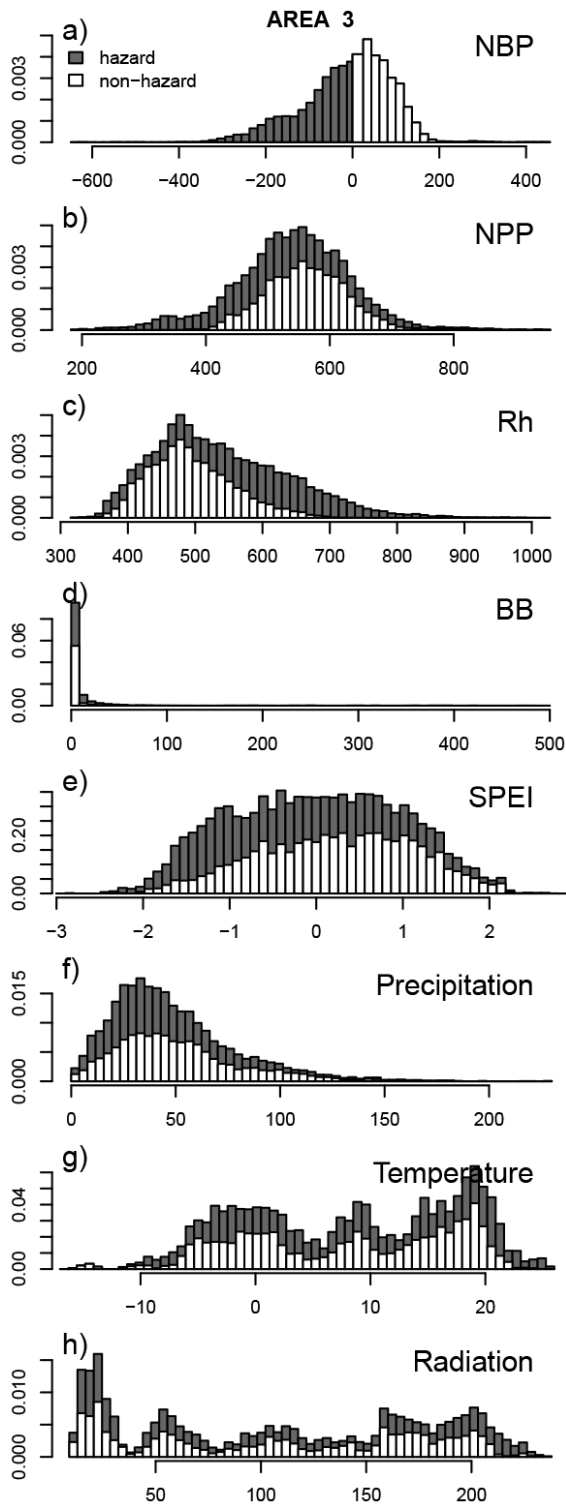 AREA 3
a)
NBP
hazard
non−hazard
0.000 0.003
−600 −400 −200 0 200 400
b)
NPP
0.000 0.003
200 400 600 800
c)
Rh
0.000 0.003
300 400 500 600 700 800 900 1000
d)
BB
0.00 0.06
0 100 200 300 400 500
e)
SPEI
0.00 0.20
−3 −2 −1 0 1 2
f)
Precipitation
0.000 0.015
0 50 100 150 200
g)
Temperature
0.00 0.04
−10 0 10 20
h)
Radiation
0.000 0.010
50 100 150 200